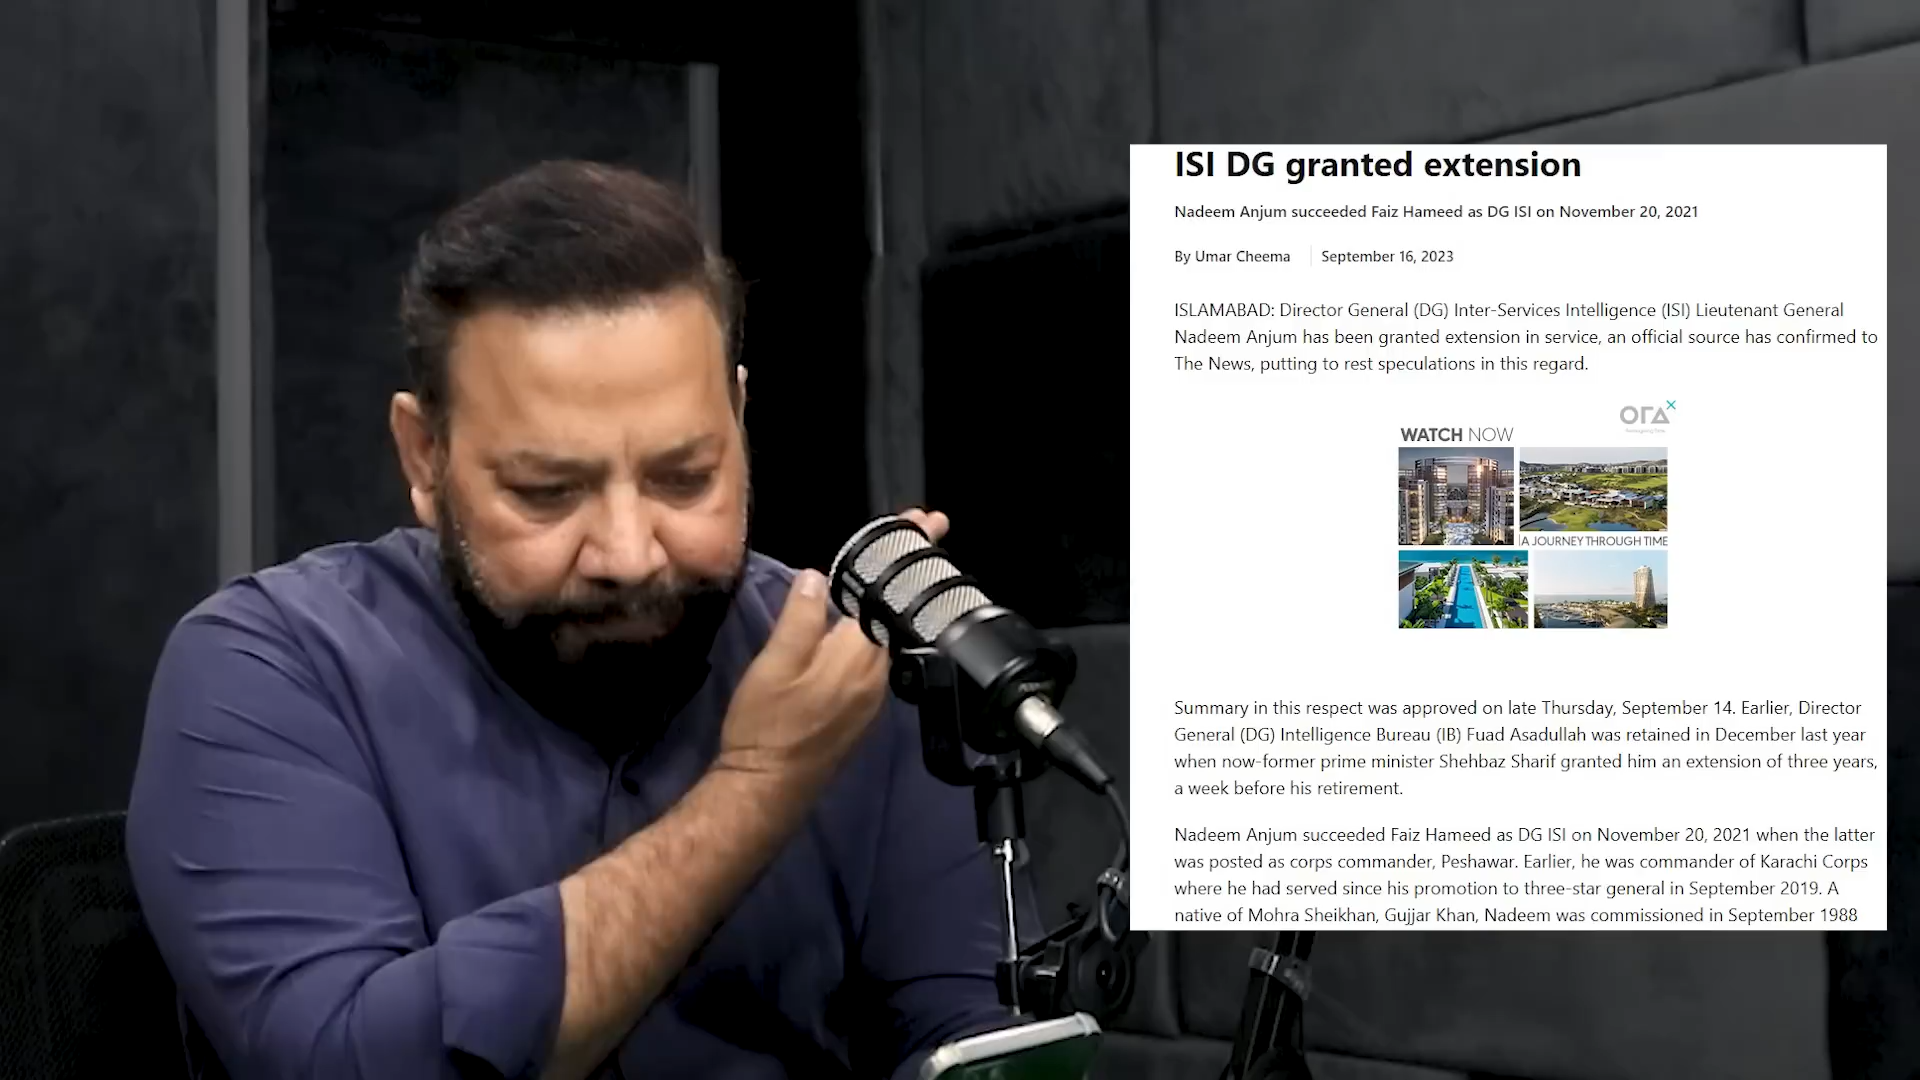 ISI DG granted extension
Nadeem Anjum succeeded Faiz Hameed as DG ISI on November 20, 2021
By Umar Cheema September 16, 2023
ISLAMABAD: Director General (DG) Inter-Services Intelligence (ISI) Lieutenant General
Nadeem Anjum has been granted extension in service, an official source has confirmed to
The News, putting to rest speculations in this regard.
ORA
WATCH NOW
A JOURNEY THROUGH TIME
Summary in this respect was approved on late Thursday, September 14. Earlier, Director
General (DG) Intelligence Bureau (IB) Fuad Asadullah was retained in December last year
when now-former prime minister Shehbaz Sharif granted him an extension of three years,
a week before his retirement.
Nadeem Anjum succeeded Faiz Hameed as DG ISI on November 20, 2021 when the latter
was posted as corps commander, Peshawar. Earlier, he was commander of Karachi Corps
where he had served since his promotion to three-star general in September 2019. A
native of Mohra Sheikhan, Gujjar Khan, Nadeem was commissioned in September 1988